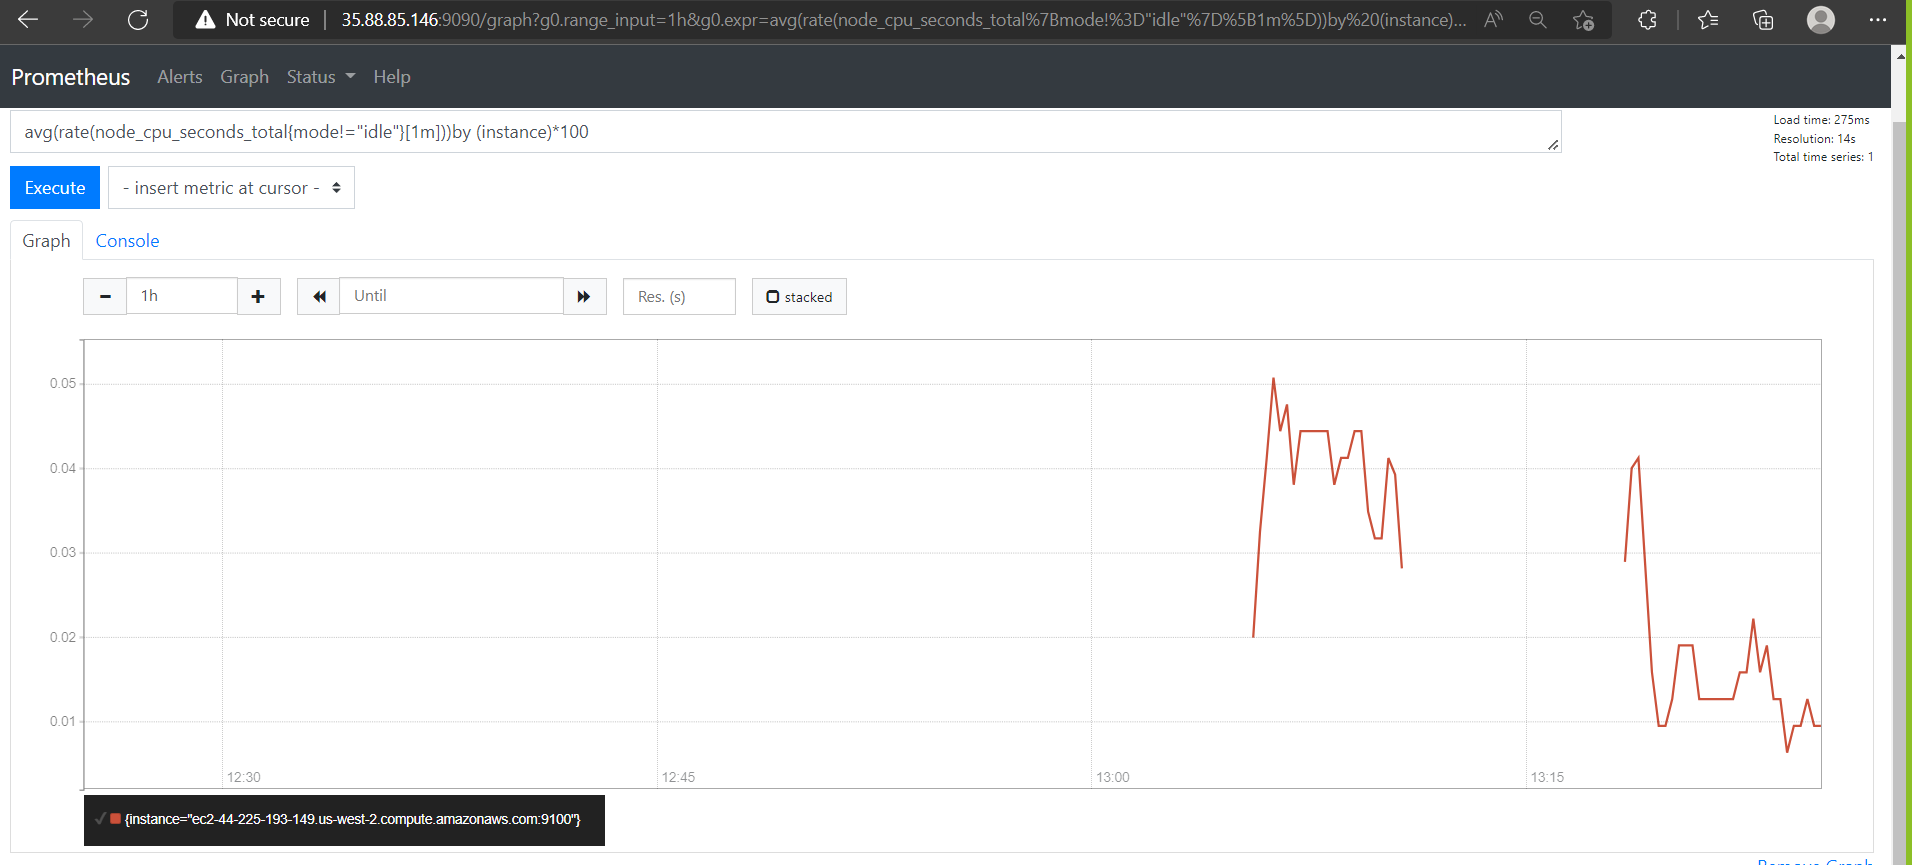 Not secure | 35.88.85.146:9090/graph?g0.range_input=1h&g0.expr=avg(rate(node_cpu_seconds_total%7Bmode!%3D"idle"%7D%5B1m%5D))by%20(instance)...
Prometheus Alerts Graph Status Help
avg(rate(node_cpu_seconds_total{mode!="idle"}[1m]))by (instance)*100
Load time: 275ms
Resolution: 14s
Total time series: 1
Execute - insert metric at cursor -
Graph Console
1h Until Res. (s) stacked
0.05
0.04
0.03
0.02
0.01
12:30 12:45 13:00 13:15
{instance="ec2-44-225-193-149.us-west-2.compute.amazonaws.com:9100"}
Remove Graph